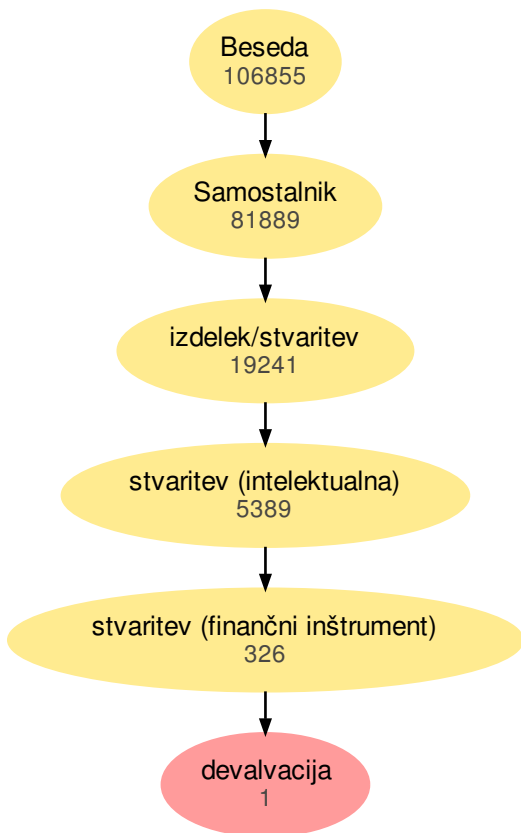 Beseda
106855
Samostalnik
81889
izdelek/stvaritev
19241
stvaritev (intelektualna)
5389
stvaritev (finančni inštrument)
326
devalvacija
1